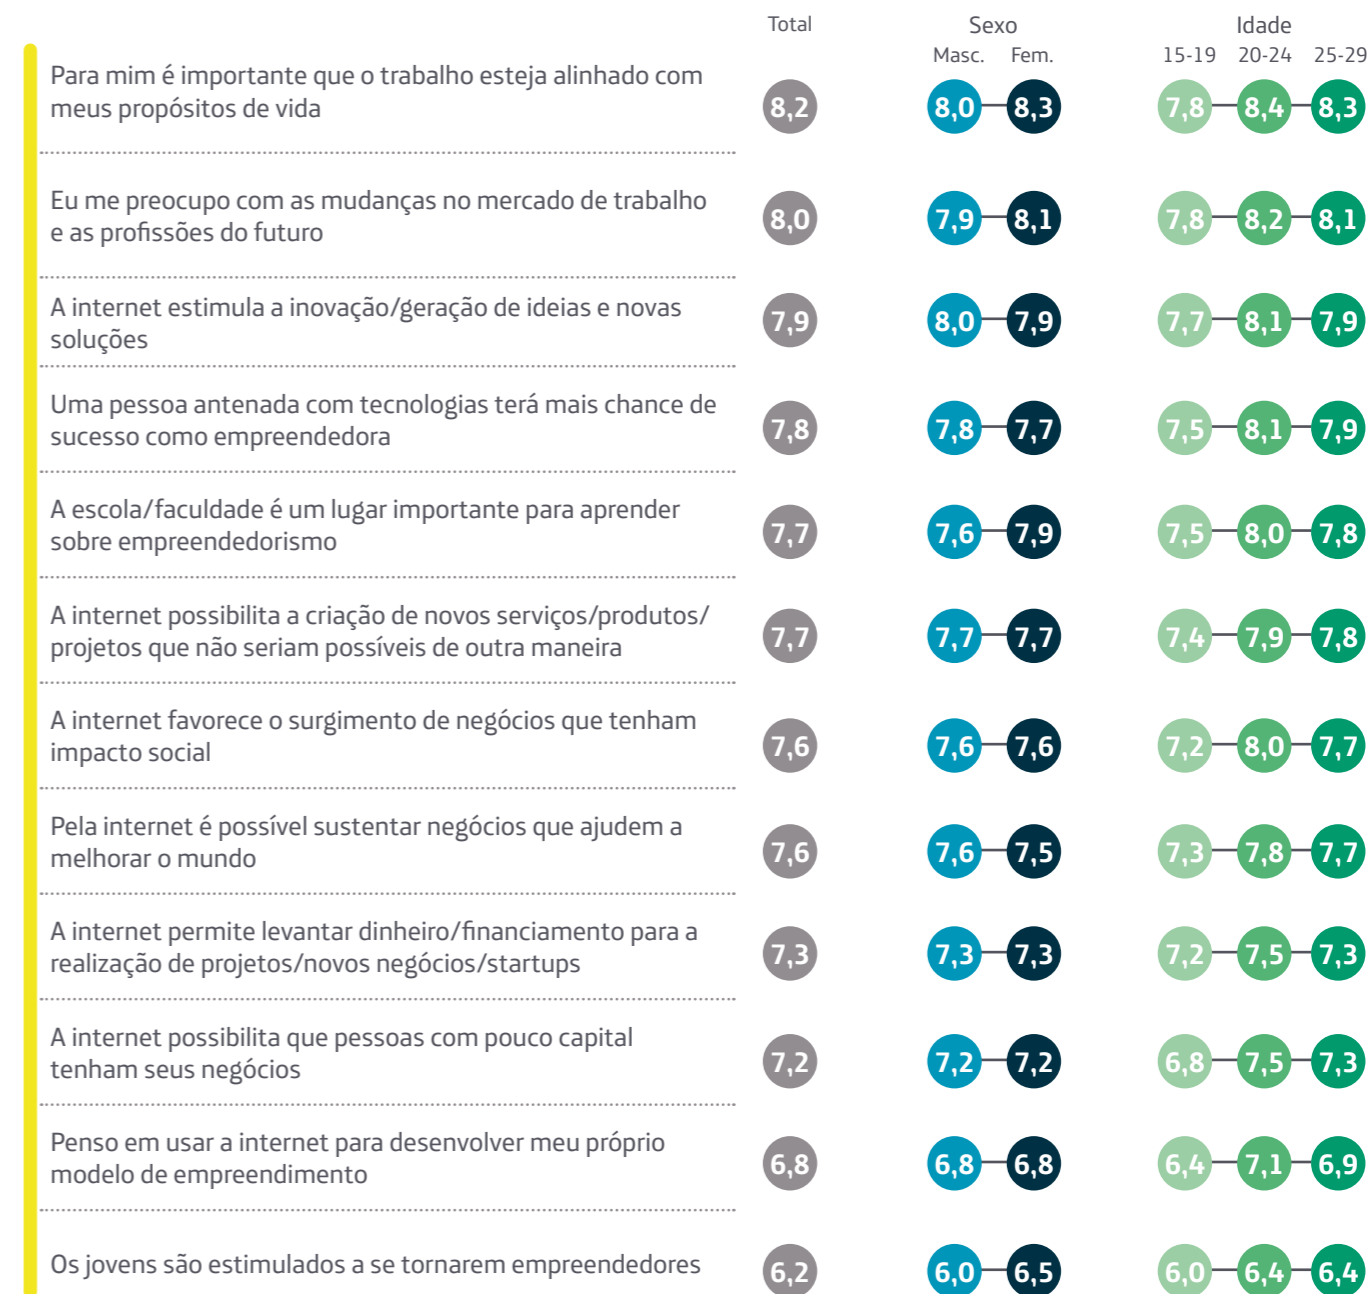 Total Sexo Idade
Masc. Fem. 15-19 20-24 25-29
Para mim é importante que o trabalho esteja alinhado com
meus propósitos de vida
8,2 8,0 8,3 7,8 8,4 8,3
Eu me preocupo com as mudanças no mercado de trabalho
e as profissões do futuro
8,0 7,9 8,1 7,8 8,2 8,1
A internet estimula a inovação/geração de ideias e novas
soluções
7,9 8,0 7,9 7,7 8,1 7,9
Uma pessoa antenada com tecnologias terá mais chance de
sucesso como empreendedora
7,8 7,8 7,7 7,5 8,1 7,9
A escola/faculdade é um lugar importante para aprender
sobre empreendedorismo
7,7 7,6 7,9 7,5 8,0 7,8
A internet possibilita a criação de novos serviços/produtos/
projetos que não seriam possíveis de outra maneira
7,7 7,7 7,7 7,4 7,9 7,8
A internet favorece o surgimento de negócios que tenham
impacto social
7,6 7,6 7,6 7,2 8,0 7,7
Pela internet é possível sustentar negócios que ajudem a
melhorar o mundo
7,6 7,6 7,5 7,3 7,8 7,7
A internet permite levantar dinheiro/financiamento para a
realização de projetos/novos negócios/startups
7,3 7,3 7,3 7,2 7,5 7,3
A internet possibilita que pessoas com pouco capital
tenham seus negócios
7,2 7,2 7,2 6,8 7,5 7,3
Penso em usar a internet para desenvolver meu próprio
modelo de empreendimento
6,8 6,8 6,8 6,4 7,1 6,9
Os jovens são estimulados a se tornarem empreendedores
6,2 6,0 6,5 6,0 6,4 6,4